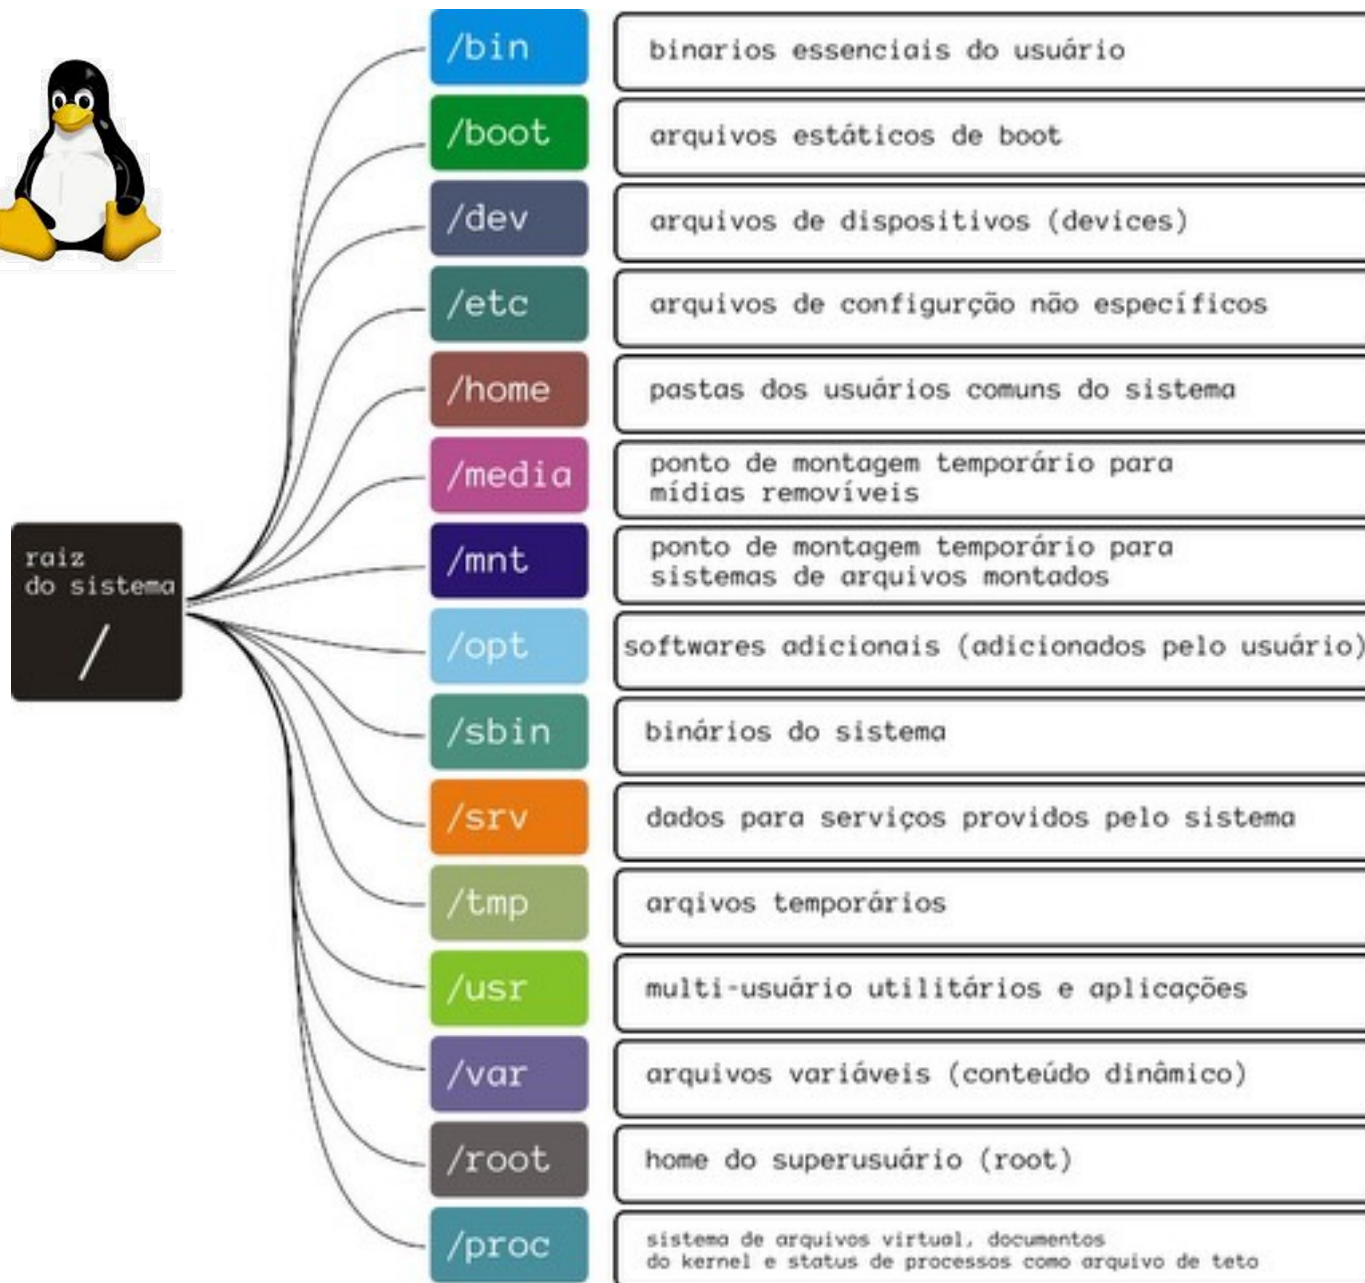 /bin binarios essenciais do usuário
/boot arquivos estáticos de boot
/dev arquivos de dispositivos (devices)
/etc arquivos de configurção não específicos
/home pastas dos usuários comuns do sistema
/media ponto de montagem temporário para
mídias removíveis
raiz
do sistema
/
/mnt ponto de montagem temporário para
sistemas de arquivos montados
/opt softwares adicionais (adicionados pelo usuário)
/sbin binários do sistema
/srv dados para serviços providos pelo sistema
/tmp arqivos temporários
/usr multi-usuário utilitários e aplicações
/var arquivos variáveis (conteúdo dinâmico)
/root home do superusuário (root)
/proc sistema de arquivos virtual, documentos
do kernel e status de processos como arquivo de teto